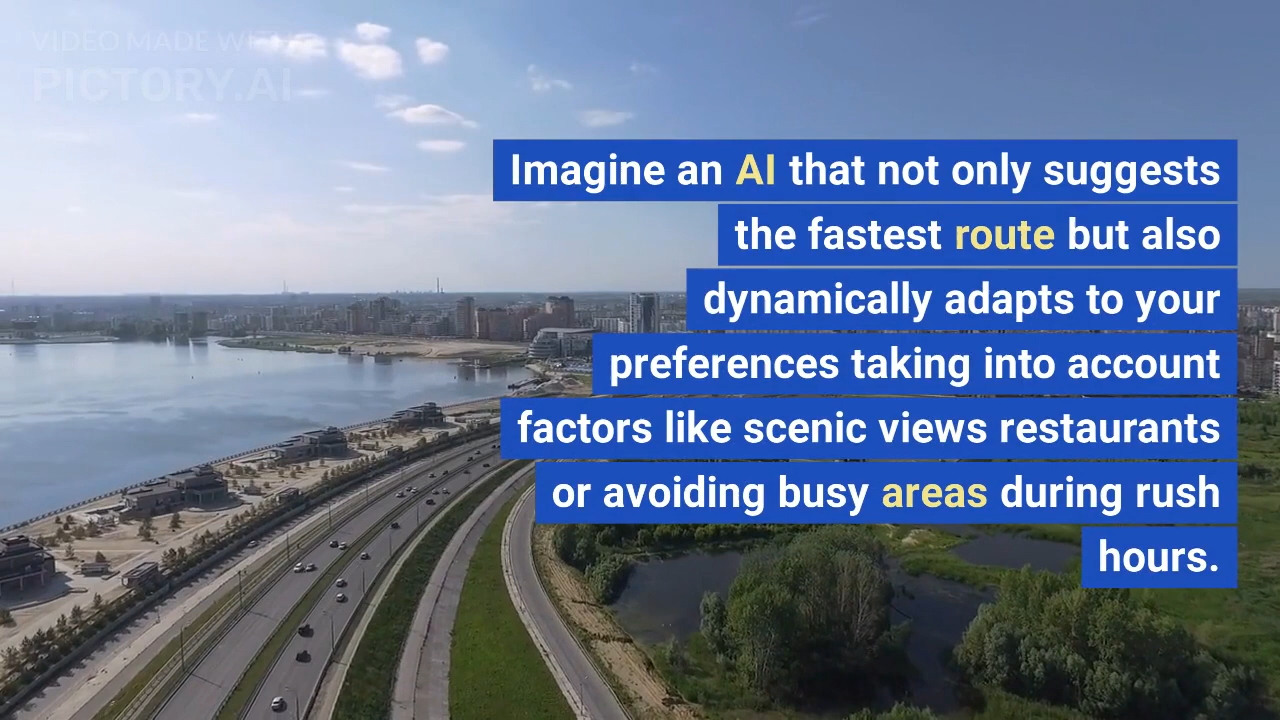 VIDEO MADE WITH
PICTORY.AI
Imagine an AI that not only suggests
the fastest route but also
dynamically adapts to your
preferences taking into account
factors like scenic views restaurants
or avoiding busy areas during rush
hours.